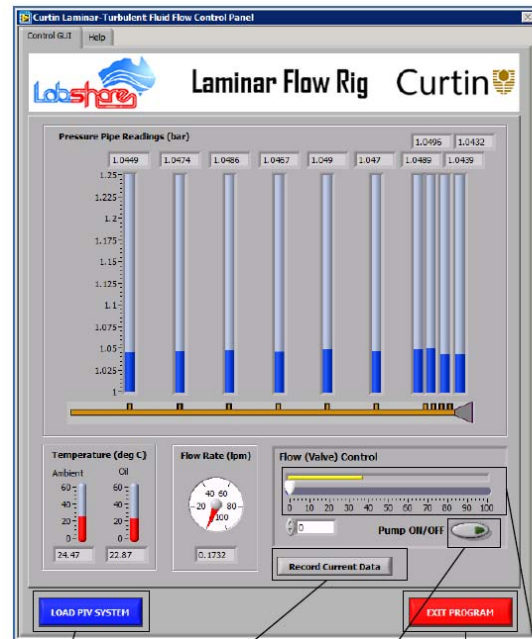 Curtin Laminar-Turbulent Fluid Flow Control Panel
Control GUI Help
Labshare Laminar Flow Rig Curtin
Pressure Pipe Readings (bar)
1.0496 1.0432
1.0449 1.0474 1.0486 1.0467 1.049 1.047 1.0489 1.0439
1.25
1.225
1.2
1.175
1.15
1.125
1.1
1.075
1.05
1.025
1
Temperature (deg C)
Ambient Oil
60 60
40 40
20 20
0 0
24.47 22.87
Flow Rate (lpm)
40 60
20 80
0 100
0.1732
Flow (Valve) Control
0 10 20 30 40 50 60 70 80 90 100
0
Pump ON/OFF
Record Current Data
LOAD PIV SYSTEM
EXIT PROGRAM